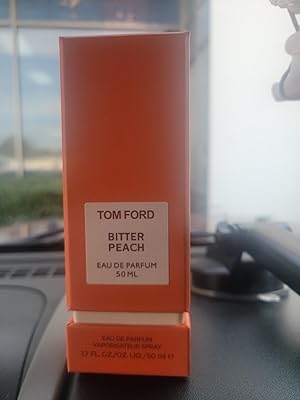 TOM FORD
BITTER
PEACH
EAU DE PARFUM
50 ML
EAU DE PARFUM
VAPORISATEUR SPRAY
1.7 FL.OZ./OZ. LIQ./50 ml e